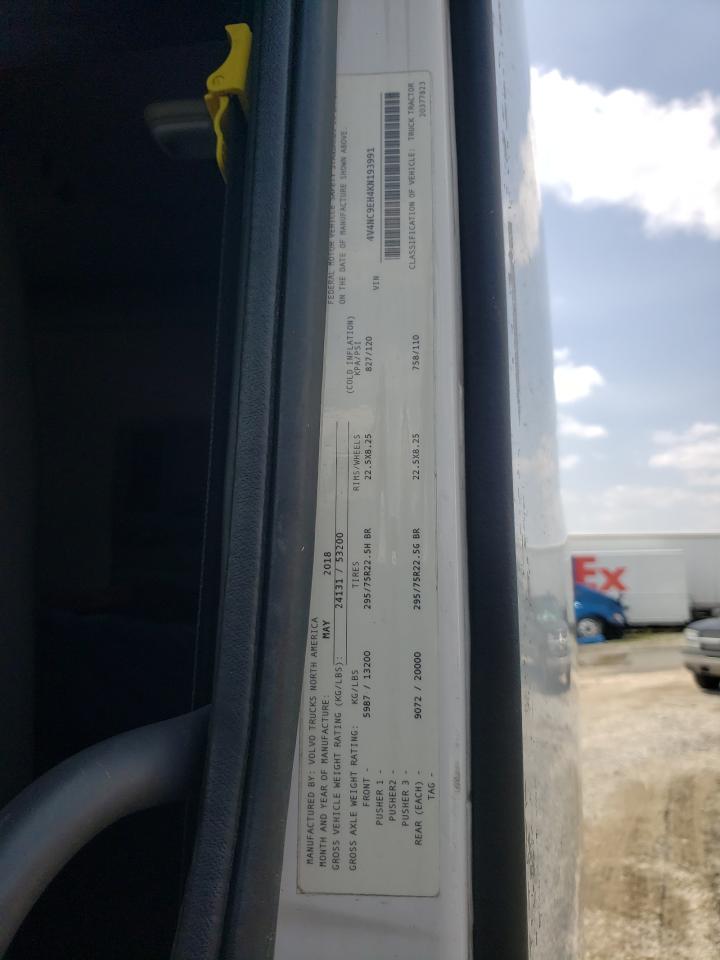 MANUFACTURED BY: VOLVO TRUCKS NORTH AMERICA
MONTH AND YEAR OF MANUFACTURE: MAY 2018
GROSS VEHICLE WEIGHT RATING (KG/LBS): 24131 / 53200
GROSS AXLE WEIGHT RATING: KG/LBS TIRES RIMS/WHEELS (COLD INFLATION) KPA/PSI
FRONT - 5987 / 13200 295/75R22.5H BR 22.5X8.25 827/120
PUSHER 1 -
PUSHER2 -
PUSHER 3 -
REAR (EACH) - 9072 / 20000 295/75R22.5G BR 22.5X8.25 758/110
TAG -
FEDERAL MOTOR VEHICLE SAFETY
ON THE DATE OF MANUFACTURE SHOWN ABOVE.
VIN 4V4NC9EH4KN193991
CLASSIFICATION OF VEHICLE: TRUCK TRACTOR
20377823
Ex